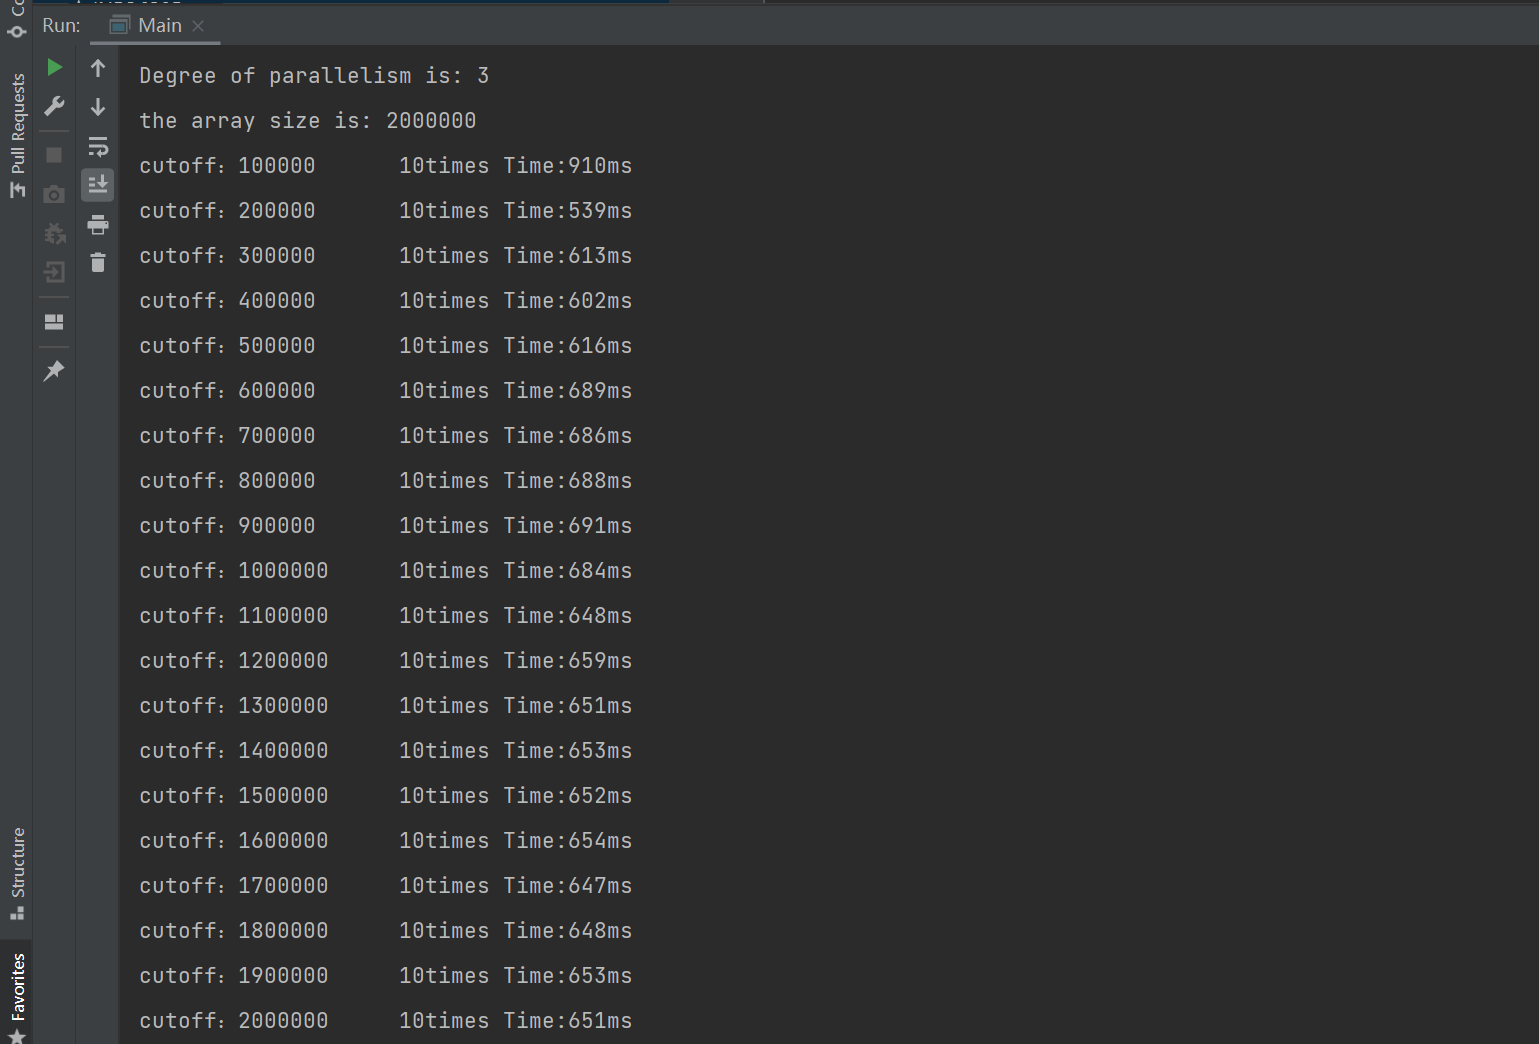 Run: Main
Pull Requests
Structure
Favorites
Degree of parallelism is: 3
the array size is: 2000000
cutoff：100000 10times Time:910ms
cutoff：200000 10times Time:539ms
cutoff：300000 10times Time:613ms
cutoff：400000 10times Time:602ms
cutoff：500000 10times Time:616ms
cutoff：600000 10times Time:689ms
cutoff：700000 10times Time:686ms
cutoff：800000 10times Time:688ms
cutoff：900000 10times Time:691ms
cutoff：1000000 10times Time:684ms
cutoff：1100000 10times Time:648ms
cutoff：1200000 10times Time:659ms
cutoff：1300000 10times Time:651ms
cutoff：1400000 10times Time:653ms
cutoff：1500000 10times Time:652ms
cutoff：1600000 10times Time:654ms
cutoff：1700000 10times Time:647ms
cutoff：1800000 10times Time:648ms
cutoff：1900000 10times Time:653ms
cutoff：2000000 10times Time:651ms